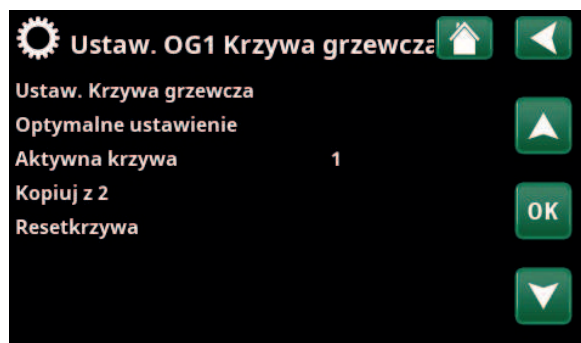 Ustaw. OG1 Krzywa grzewcza
Ustaw. Krzywa grzewcza
Optymalne ustawienie
Aktywna krzywa 1
Kopiuj z 2
Resetkrzywa
OK